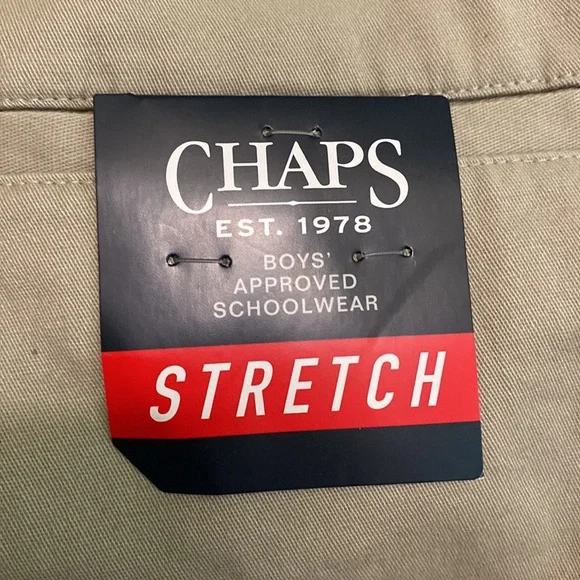 CHAPS
EST. 1978
BOYS'
APPROVED
SCHOOLWEAR
STRETCH